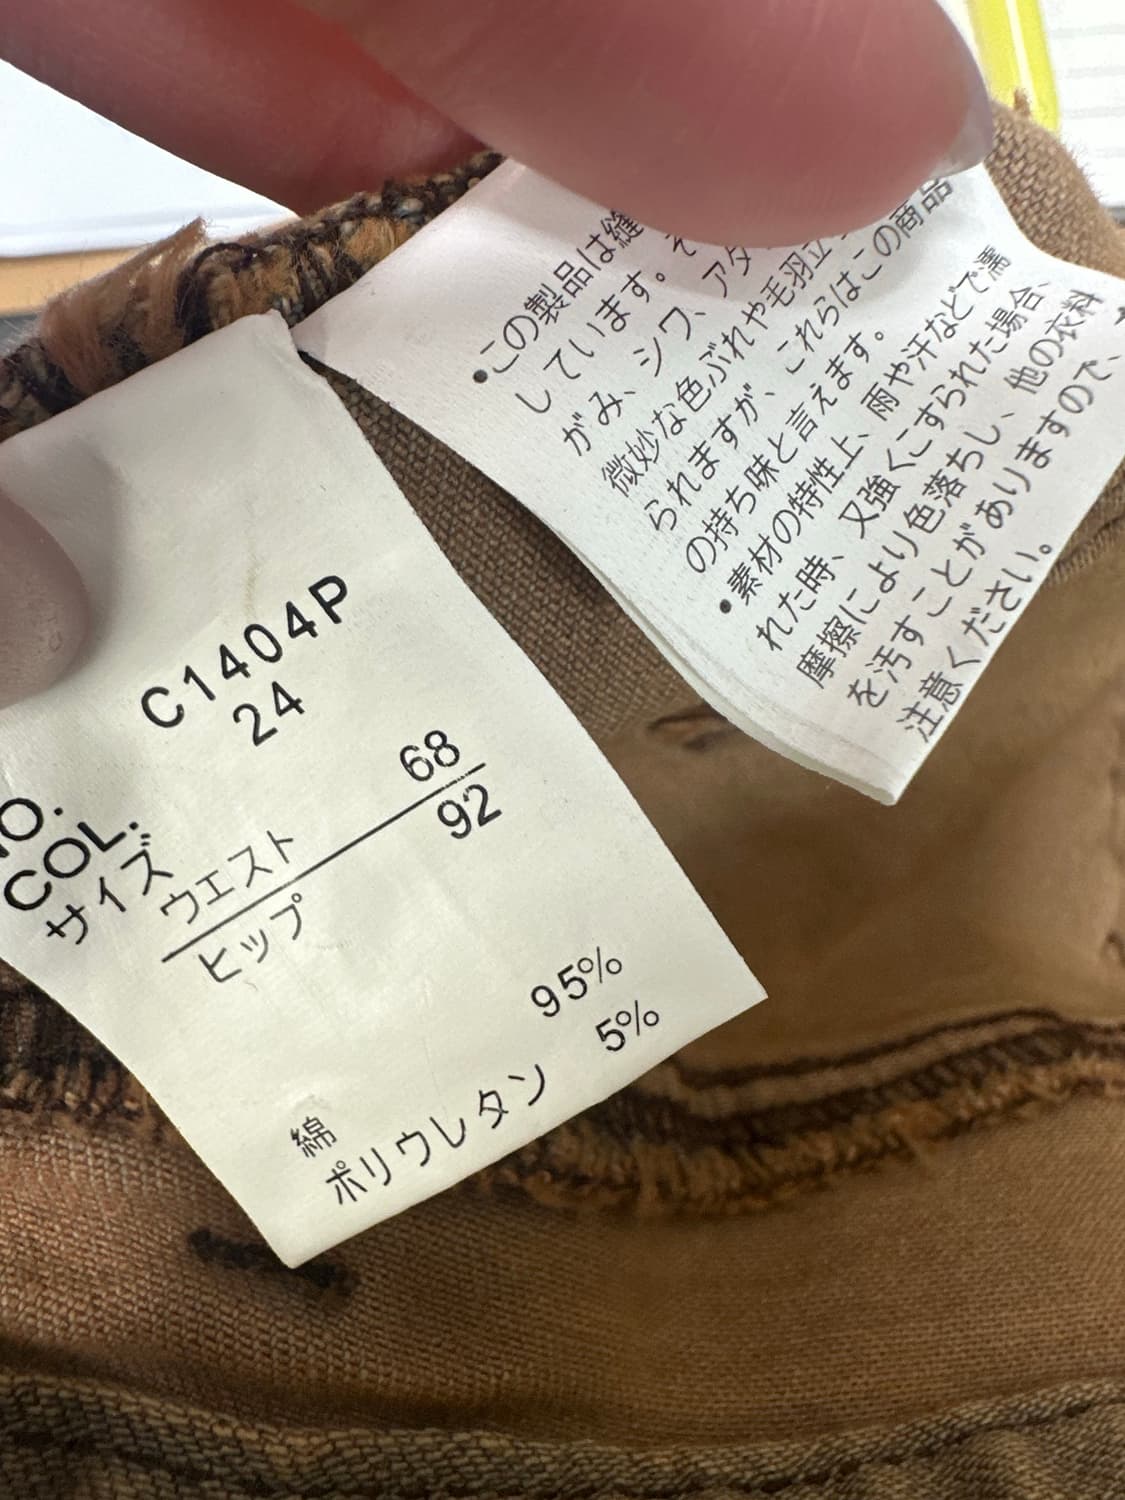 NO. C1404P
COL. 24
サイズ
ウエスト 68
ヒップ 92
綿 95%
ポリウレタン 5%
•この製品は縫
しています。そ
がみ、シワ、アタ
微妙な色ぶれや毛羽立
られますが、これらはこの商品
の持ち味と言えます。
•素材の特性上、雨や汗などで濡
れた時、又強くこすられた場合、
摩擦により色落ちし、他の衣料
を汚すことがありますので、
注意ください。